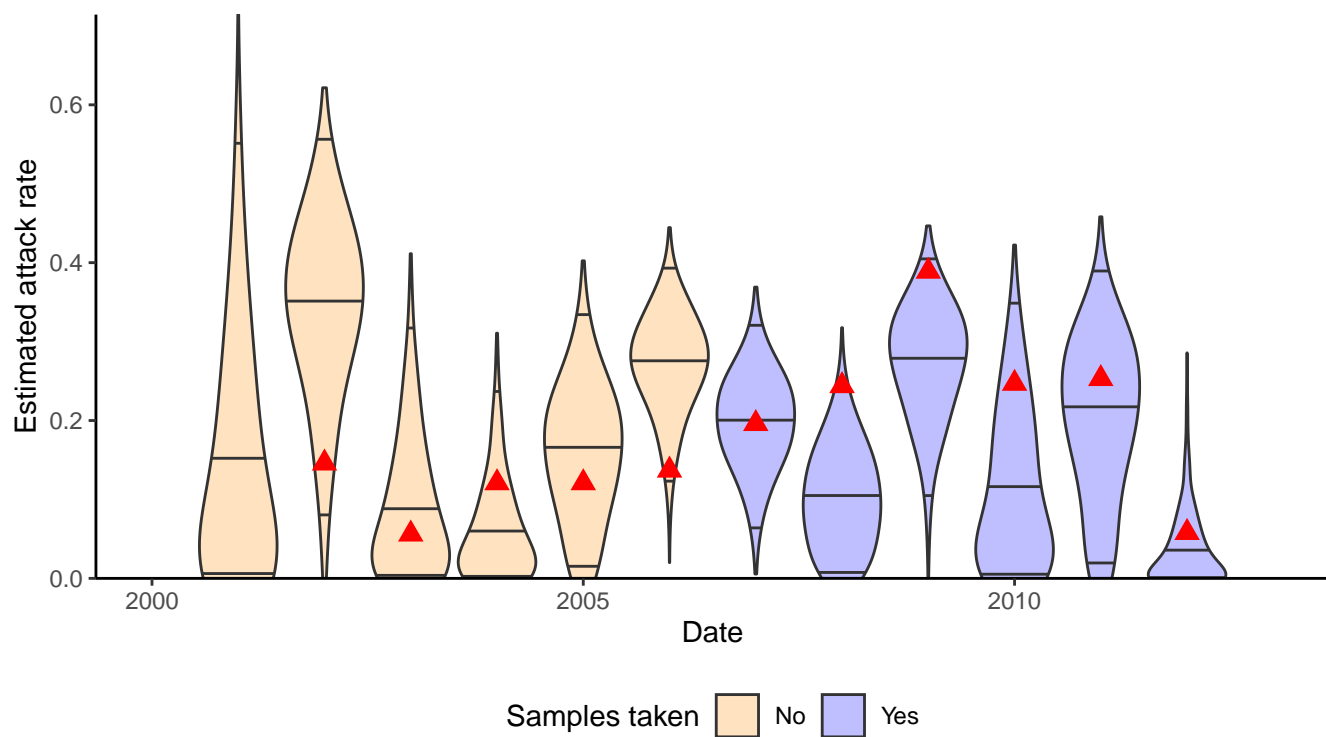 Estimated attack rate
0.6
0.4
0.2
0.0
2000 2005 2010
Date
Samples taken No Yes